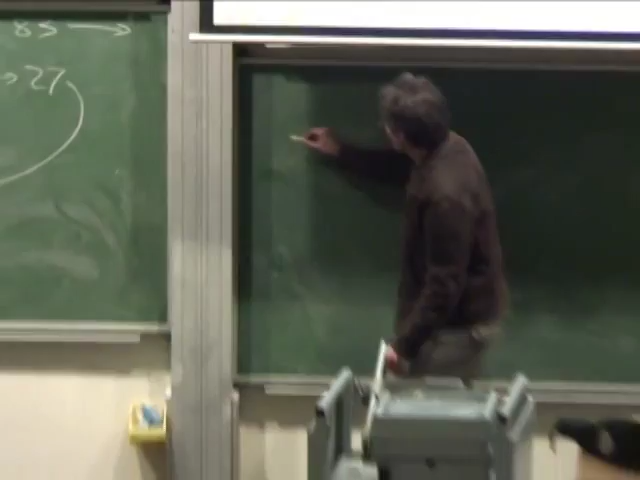 85 →
→ 27